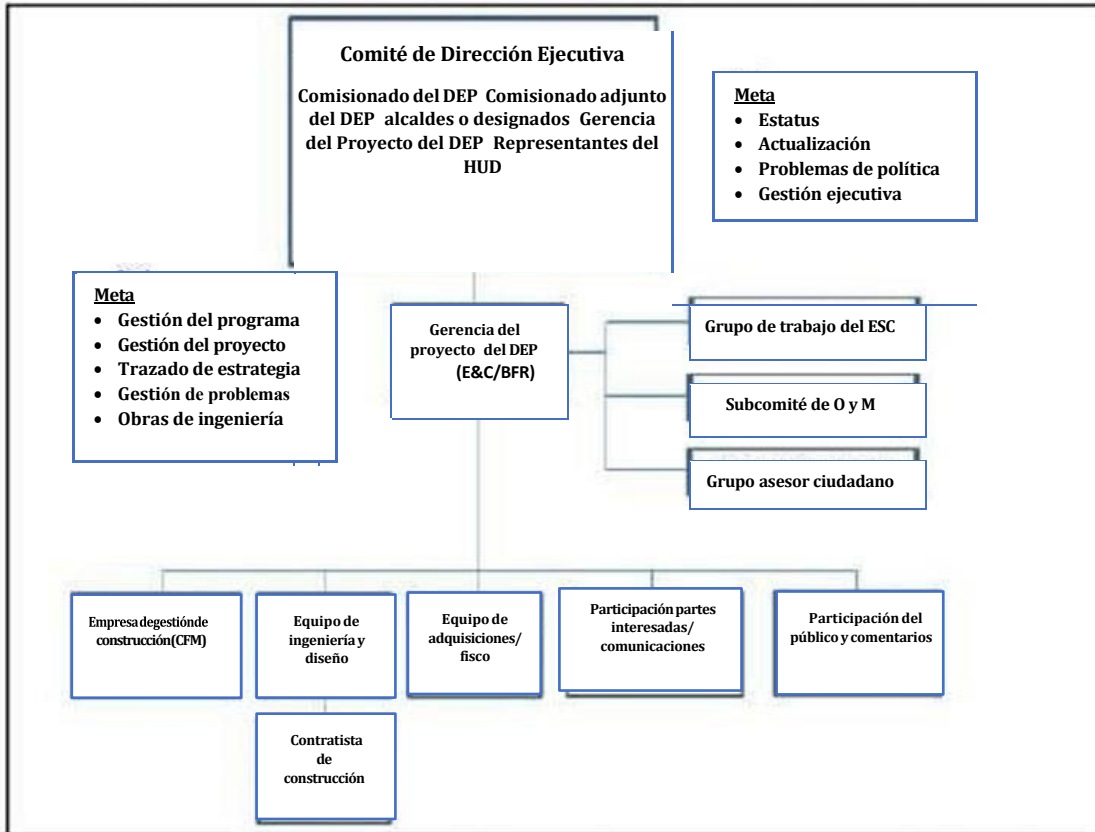 Comité de Dirección Ejecutiva
Comisionado del DEP Comisionado adjunto
del DEP alcaldes o designados Gerencia
del Proyecto del DEP Representantes del
HUD
Meta
• Estatus
• Actualización
• Problemas de política
• Gestión ejecutiva
Meta
• Gestión del programa
• Gestión del proyecto
• Trazado de estrategia
• Gestión de problemas
• Obras de ingeniería
Gerencia del
proyecto del DEP
(E&C/BFR)
Grupo de trabajo del ESC
Subcomité de O y M
Grupo asesor ciudadano
Empresa degestiónde
construcción(CFM)
Equipo de
ingeniería y
diseño
Equipo de
adquisiciones/
fisco
Participación partes
interesadas/
comunicaciones
Participación del
público y comentarios
Contratista
de
construcción